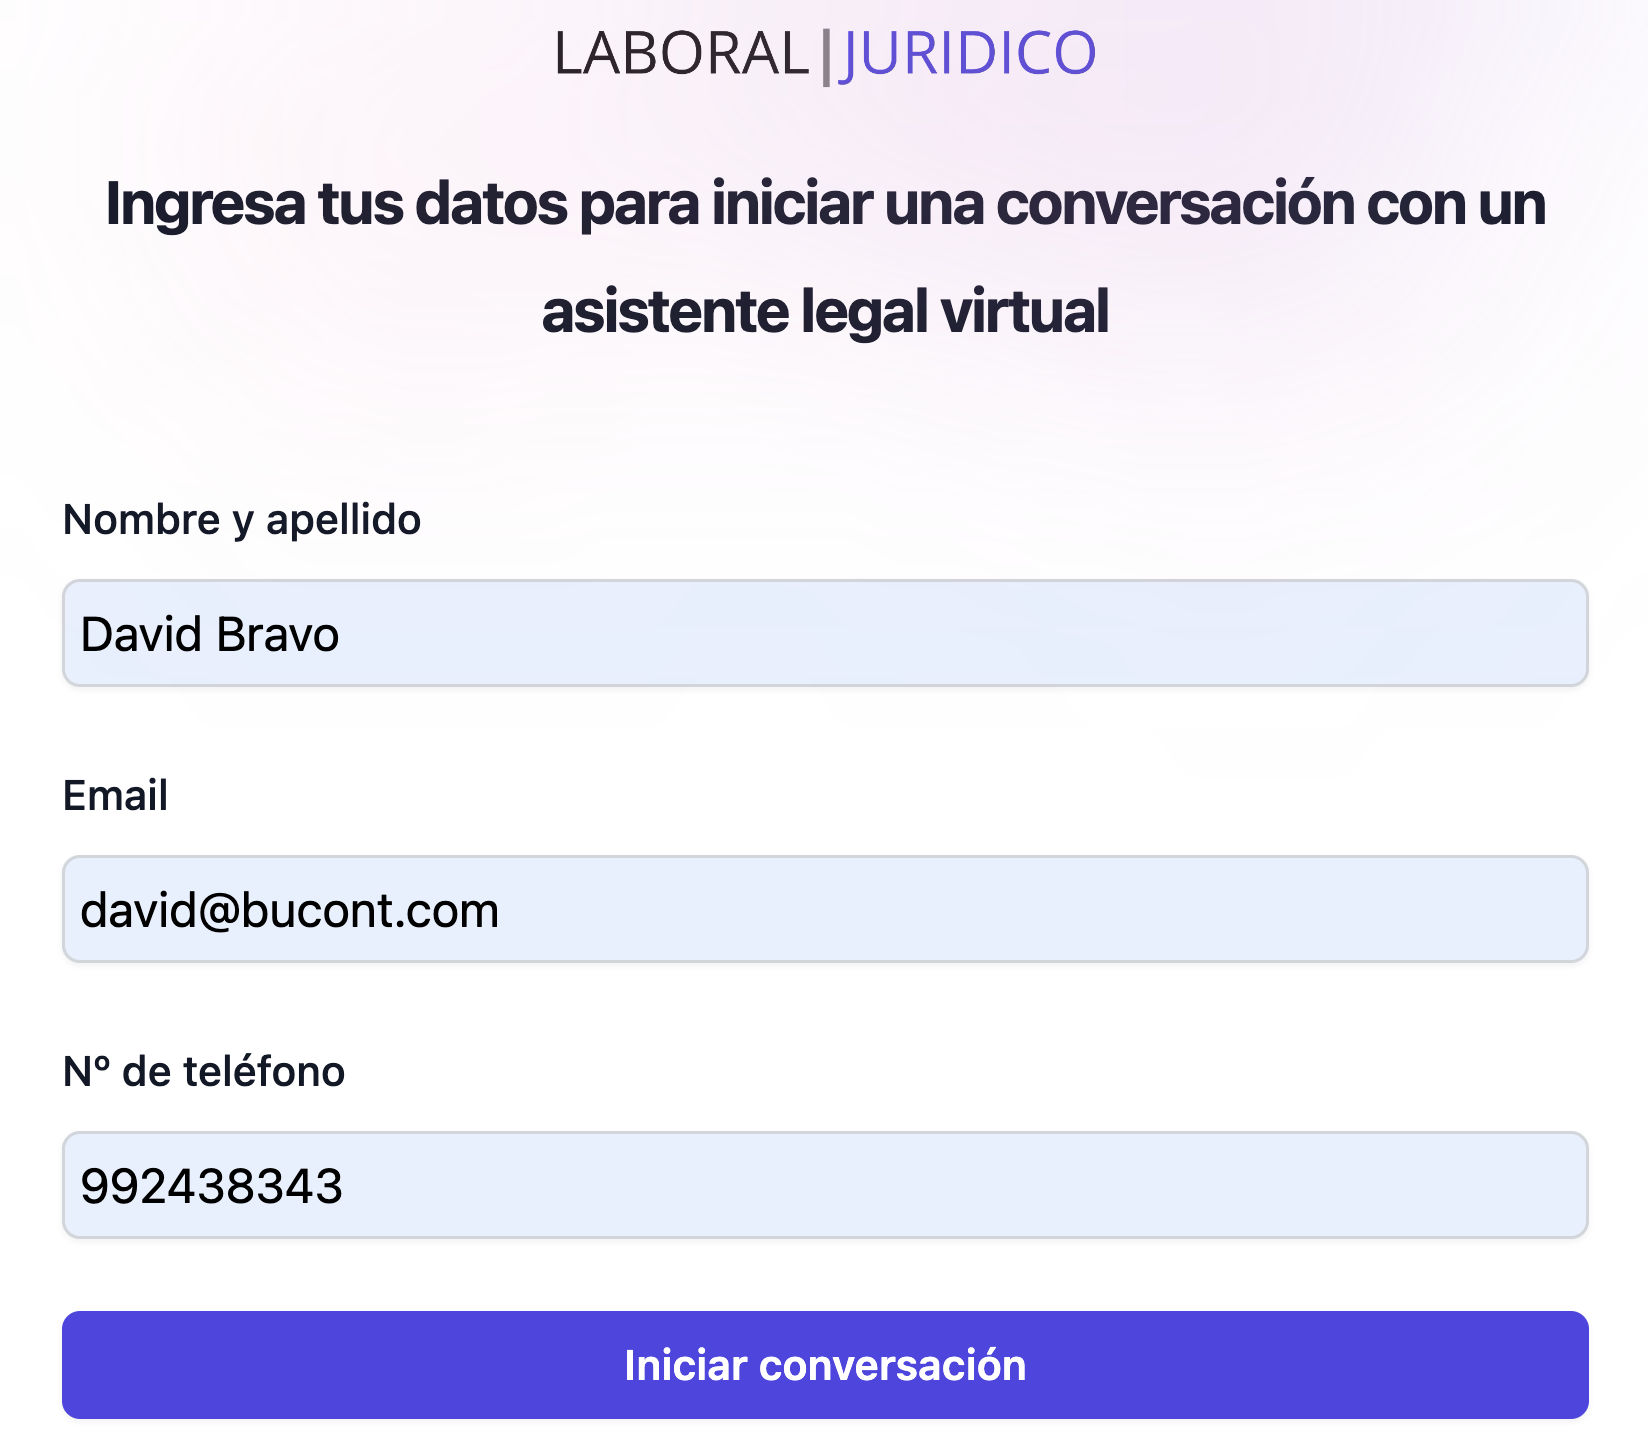 LABORAL|JURIDICO
Ingresa tus datos para iniciar una conversación con un
asistente legal virtual
Nombre y apellido
David Bravo
Email
david@bucont.com
Nº de teléfono
992438343
Iniciar conversación